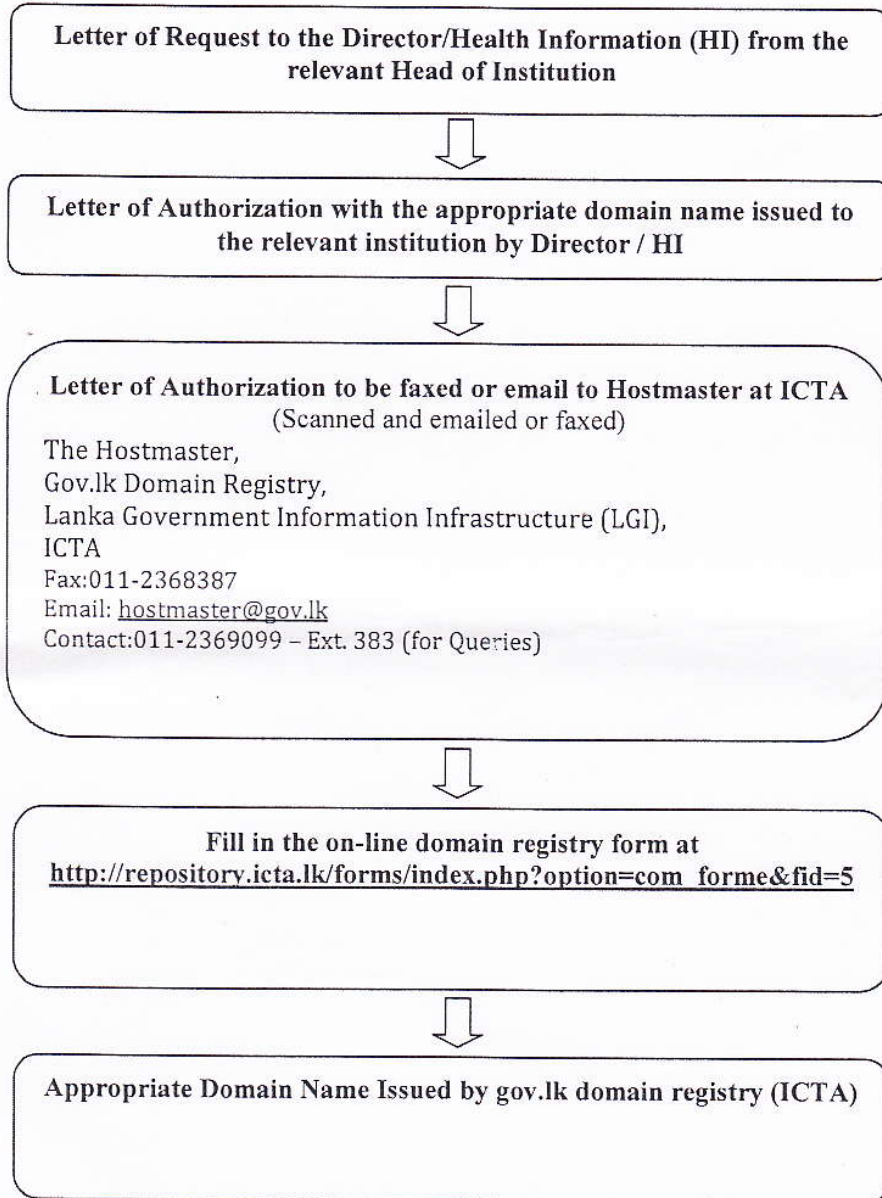 Letter of Request to the Director/Health Information (HI) from the
relevant Head of Institution
Letter of Authorization with the appropriate domain name issued to
the relevant institution by Director / HI
Letter of Authorization to be faxed or email to Hostmaster at ICTA
(Scanned and emailed or faxed)
The Hostmaster,
Gov.lk Domain Registry,
Lanka Government Information Infrastructure (LGI),
ICTA
Fax:011-2368387
Email: hostmaster@gov.lk
Contact:011-2369099 – Ext. 383 (for Queries)
Fill in the on-line domain registry form at
http://repository.icta.lk/forms/index.php?option=com_forme&fid=5
Appropriate Domain Name Issued by gov.lk domain registry (ICTA)